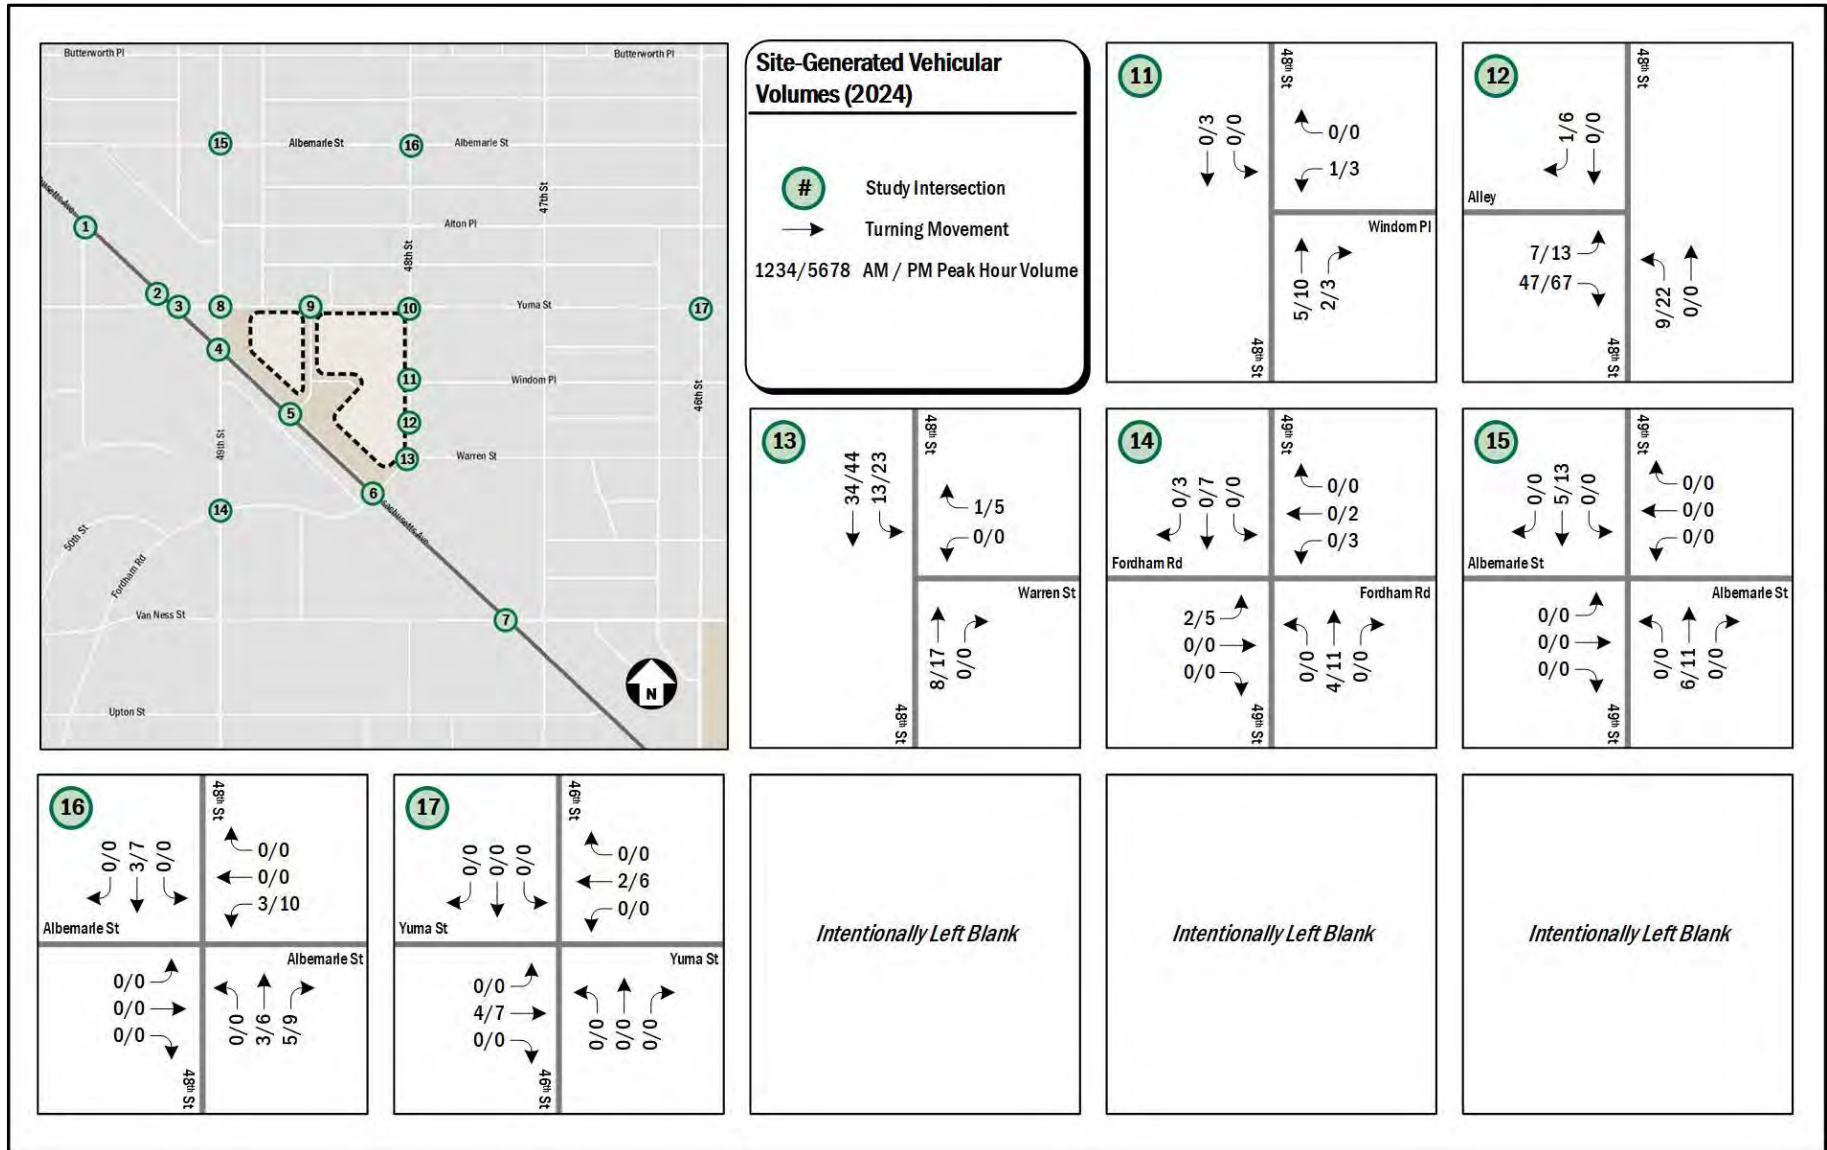 Butterworth Pl
Butterworth Pl
15
Albemarle St
16
Albemarle St
47th St
1
Alton Pl
48th St
2
3
8
9
10
Yuma St
17
4
11
Windom Pl
46th St
5
12
49th St
13
Warren St
6
14
50th St
Fordham Rd
Van Ness St
7
N
Upton St
Site-Generated Vehicular
Volumes (2024)
# Study Intersection
Turning Movement
1234/5678 AM / PM Peak Hour Volume
11
48th St
0/3
0/0
0/0
1/3
Windom Pl
5/10
2/3
48th St
12
48th St
1/6
0/0
Alley
7/13
47/67
9/22
0/0
48th St
13
48th St
34/44
13/23
1/5
0/0
Warren St
8/17
0/0
48th St
14
49th St
0/3
0/7
0/0
0/0
0/2
0/3
Fordham Rd
Fordham Rd
2/5
0/0
0/0
0/0
4/11
0/0
49th St
15
49th St
0/0
5/13
0/0
0/0
0/0
0/0
Albemarle St
Albemarle St
0/0
0/0
0/0
0/0
6/11
0/0
49th St
16
48th St
0/0
3/7
0/0
0/0
0/0
3/10
Albemarle St
Albemarle St
0/0
0/0
0/0
0/0
3/6
5/9
48th St
17
46th St
0/0
0/0
0/0
0/0
2/6
0/0
Yuma St
Yuma St
0/0
4/7
0/0
0/0
0/0
0/0
46th St
Intentionally Left Blank
Intentionally Left Blank
Intentionally Left Blank